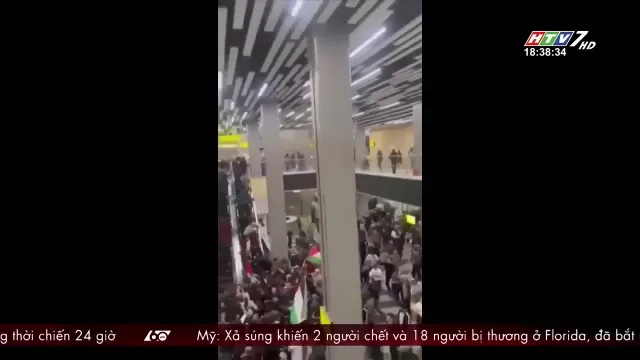 HTV7 HD
18:38:34
g thời chiến 24 giờ 60 Mỹ: Xả súng khiến 2 người chết và 18 người bị thương ở Florida, đã bắt